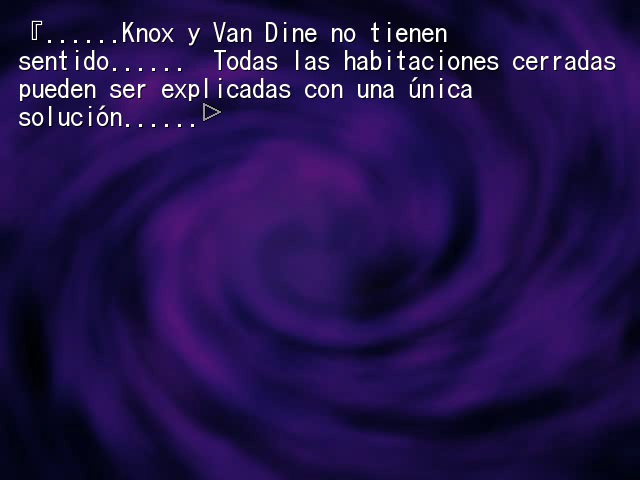 『......Knox y Van Dine no tienen
sentido......  Todas las habitaciones cerradas
pueden ser explicadas con una única
solución......